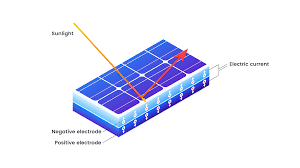 Sunlight
Electric current
Negative electrode
Positive electrode